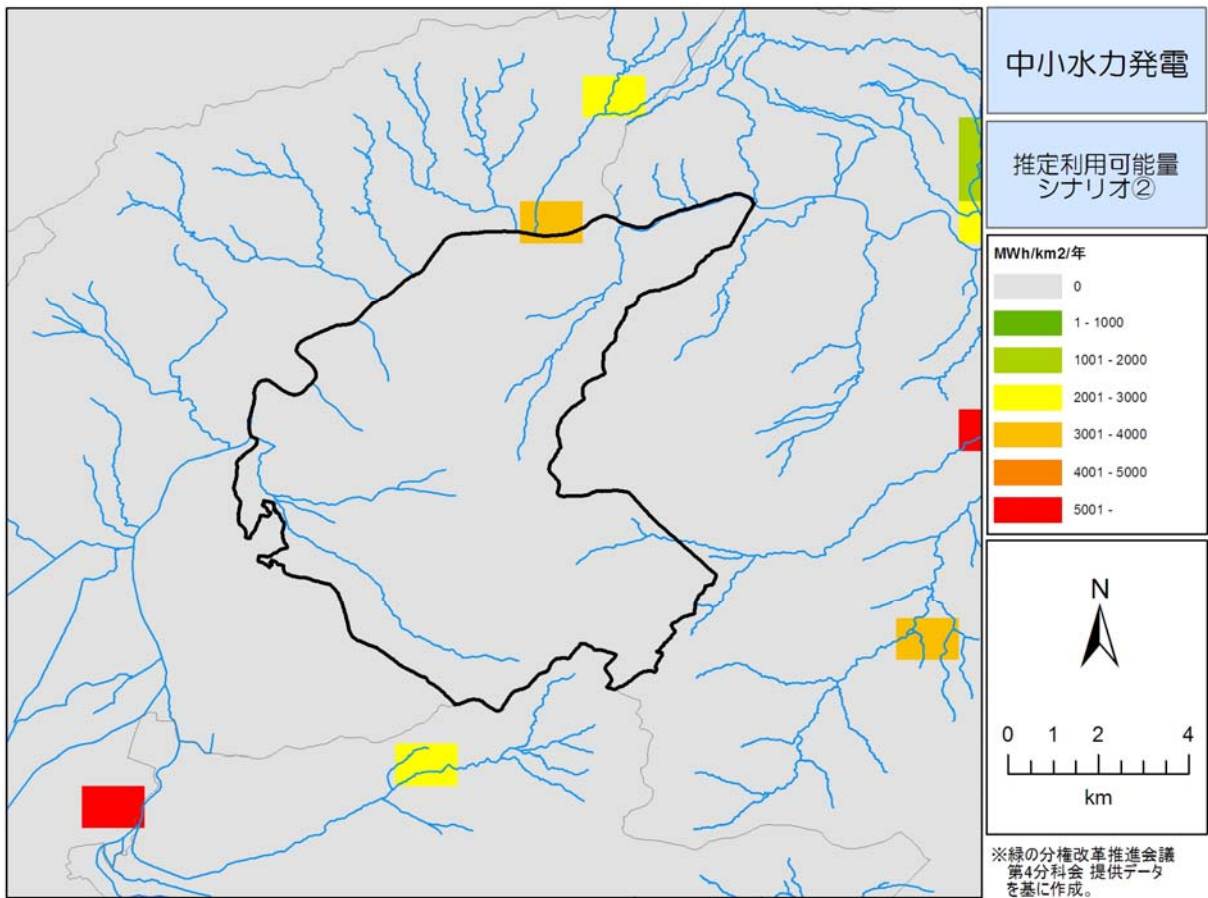 中小水力発電
推定利用可能量
シナリオ②
MWh/km2/年
0
1 - 1000
1001 - 2000
2001 - 3000
3001 - 4000
4001 - 5000
5001 -
N
0 1 2 4
km
※緑の分権改革推進会議
第4分科会 提供データ
を基に作成。